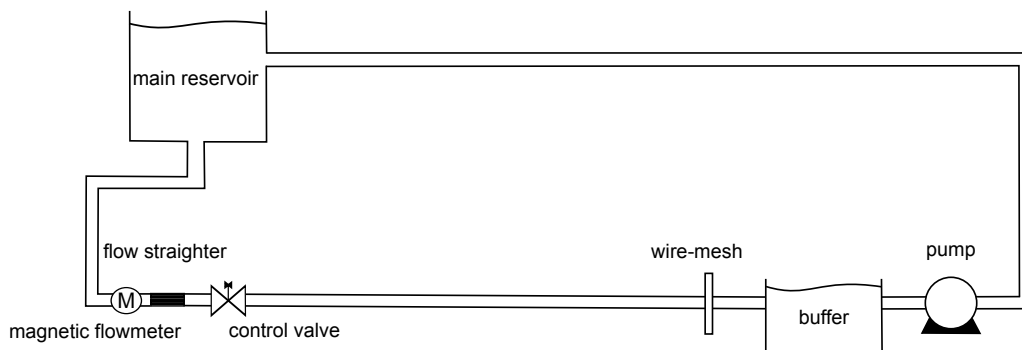 main reservoir
flow straighter
wire-mesh
pump
M
buffer
magnetic flowmeter
control valve